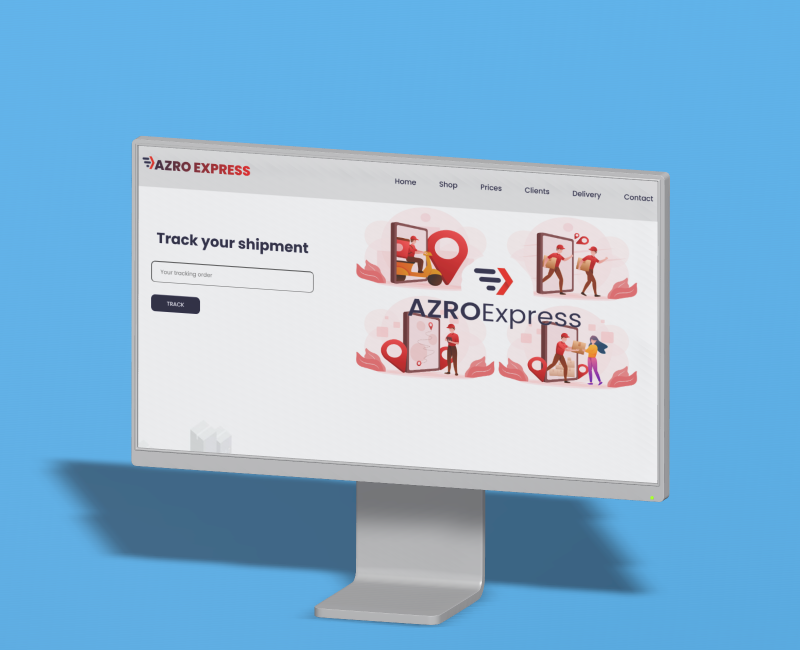 AZRO EXPRESS
Home Shop Prices Clients Delivery Contact
Track your shipment
Your tracking order
TRACK
AZROExpress